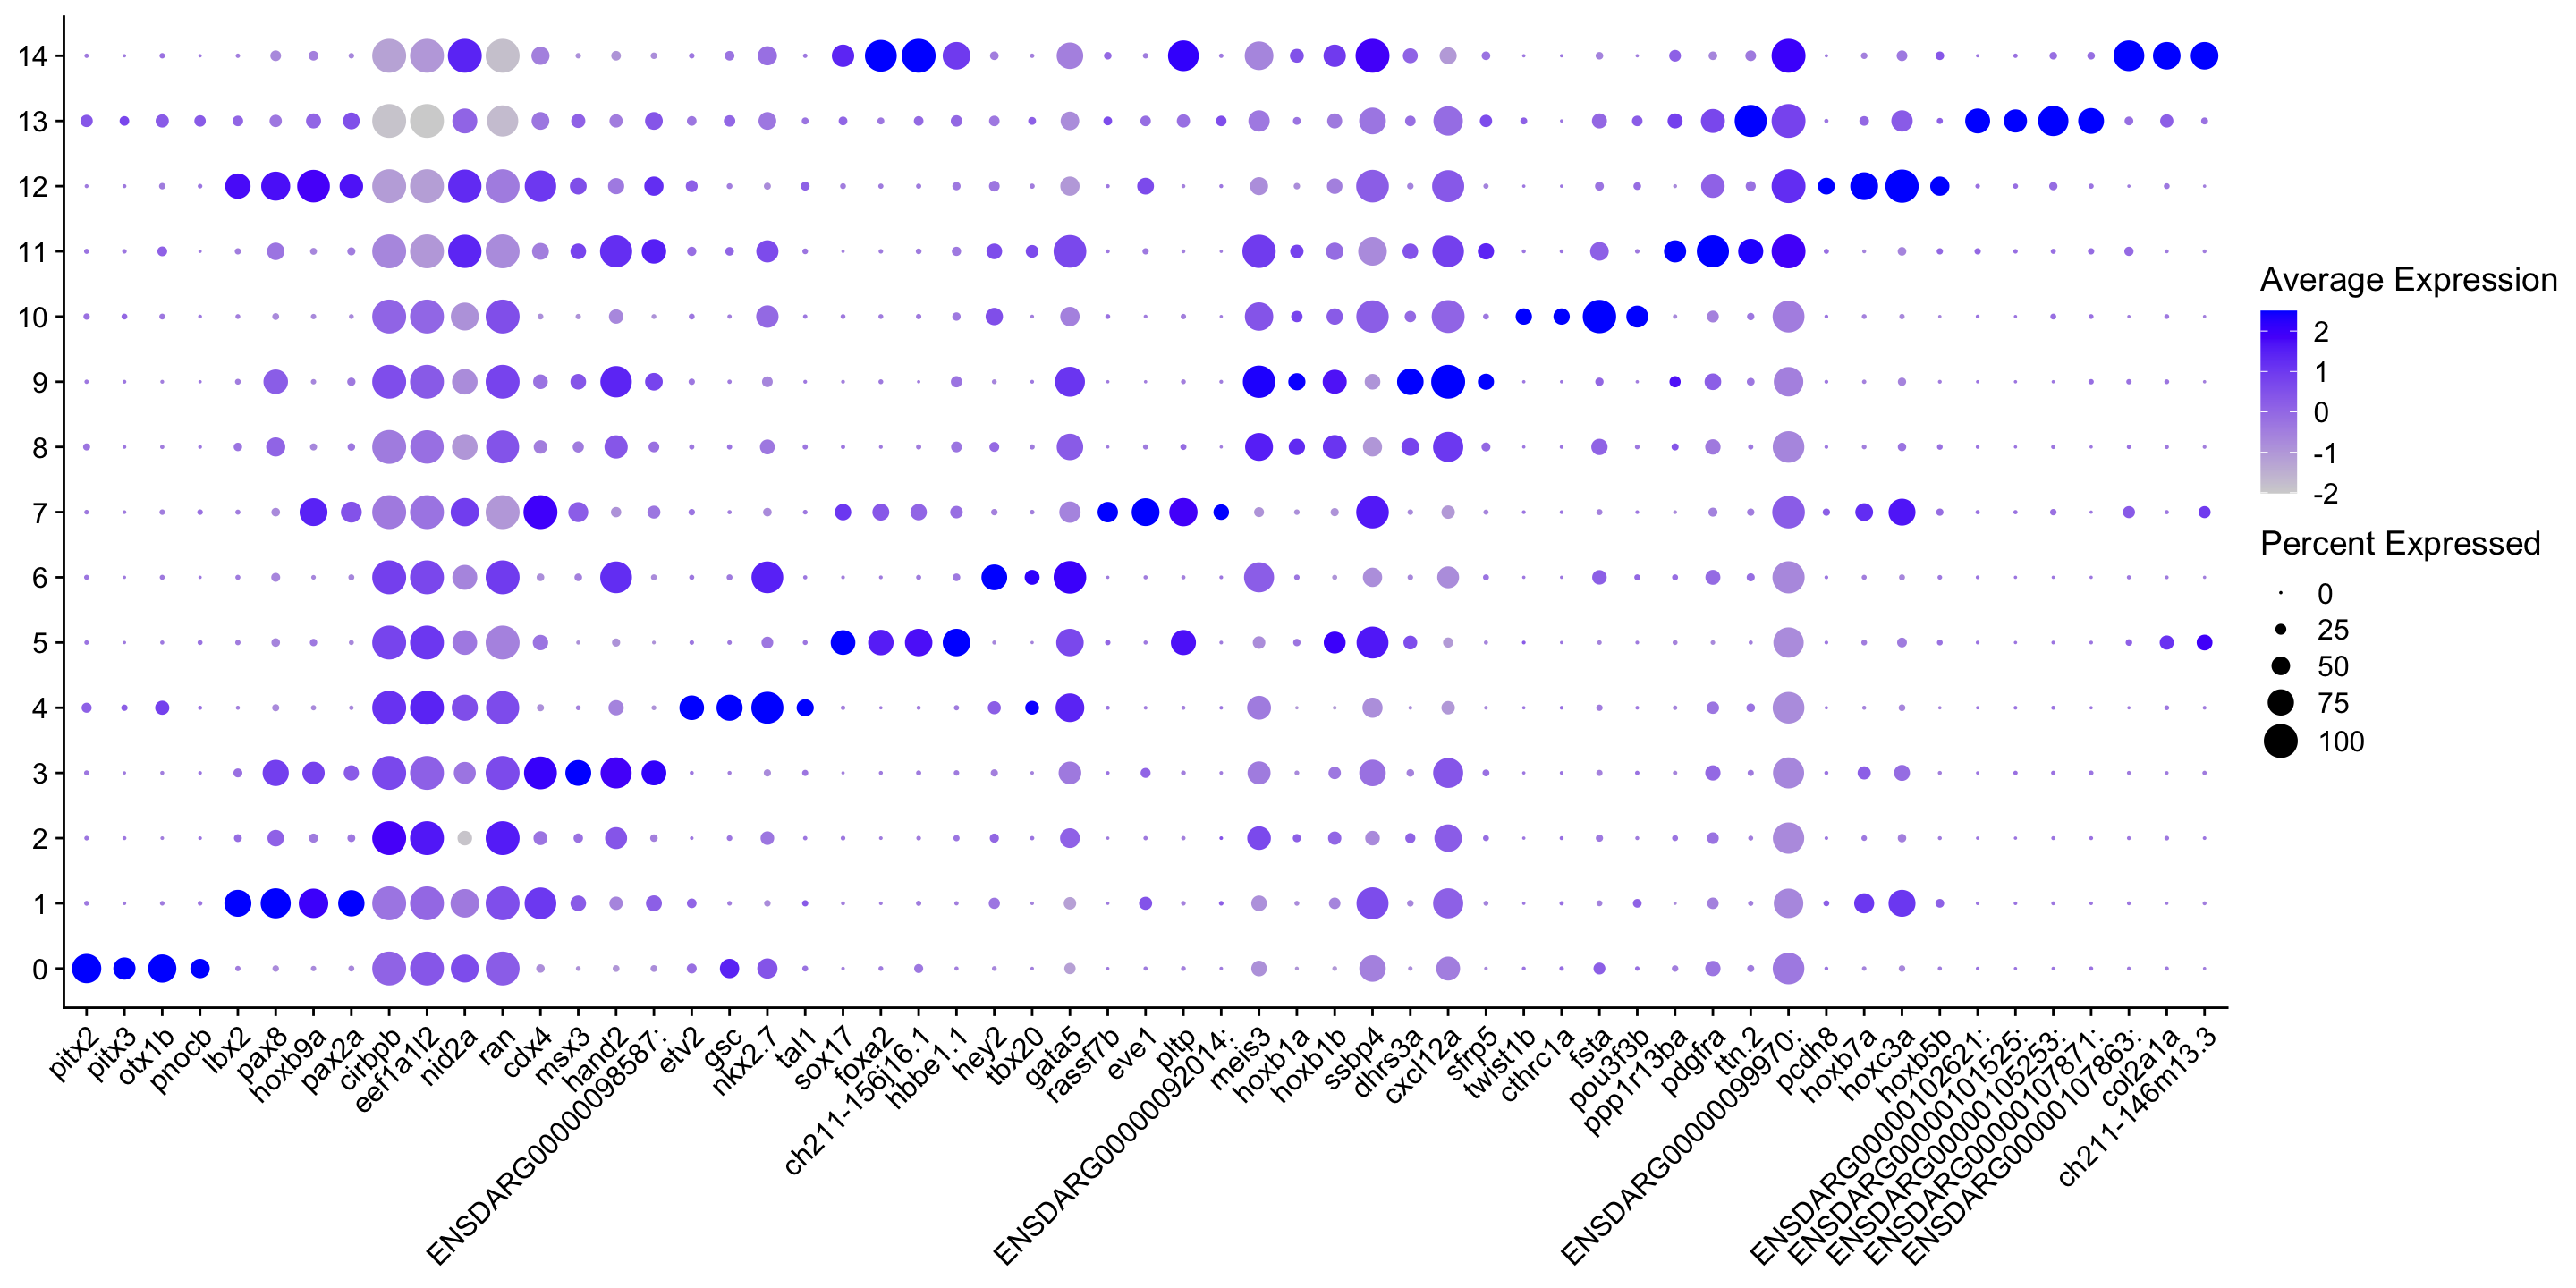 14
13
12
11
10
9
8
7
6
5
4
3
2
1
0
pitx2
pitx3
otx1b
pnocb
lbx2
pax8
hoxb9a
pax2a
cirbpb
eef1a1l2
nid2a
ran
cdx4
msx3
hand2
ENSDARG00000098587:
etv2
gsc
nkx2.7
tal1
sox17
foxa2
ch211-156j16.1
hbbe1.1
hey2
tbx20
gata5
rassf7b
eve1
pltp
ENSDARG00000092014:
meis3
hoxb1a
hoxb1b
ssbp4
dhrs3a
cxcl12a
sfrp5
twist1b
cthrc1a
fsta
pou3f3b
ppp1r13ba
pdgfra
ttn.2
ENSDARG00000099970:
pcdh8
hoxb7a
hoxc3a
hoxb5b
ENSDARG00000102621:
ENSDARG00000101525:
ENSDARG00000105253:
ENSDARG00000107871:
ENSDARG00000107863:
col2a1a
ch211-146m13.3
Average Expression
2
1
0
-1
-2
Percent Expressed
0
25
50
75
100